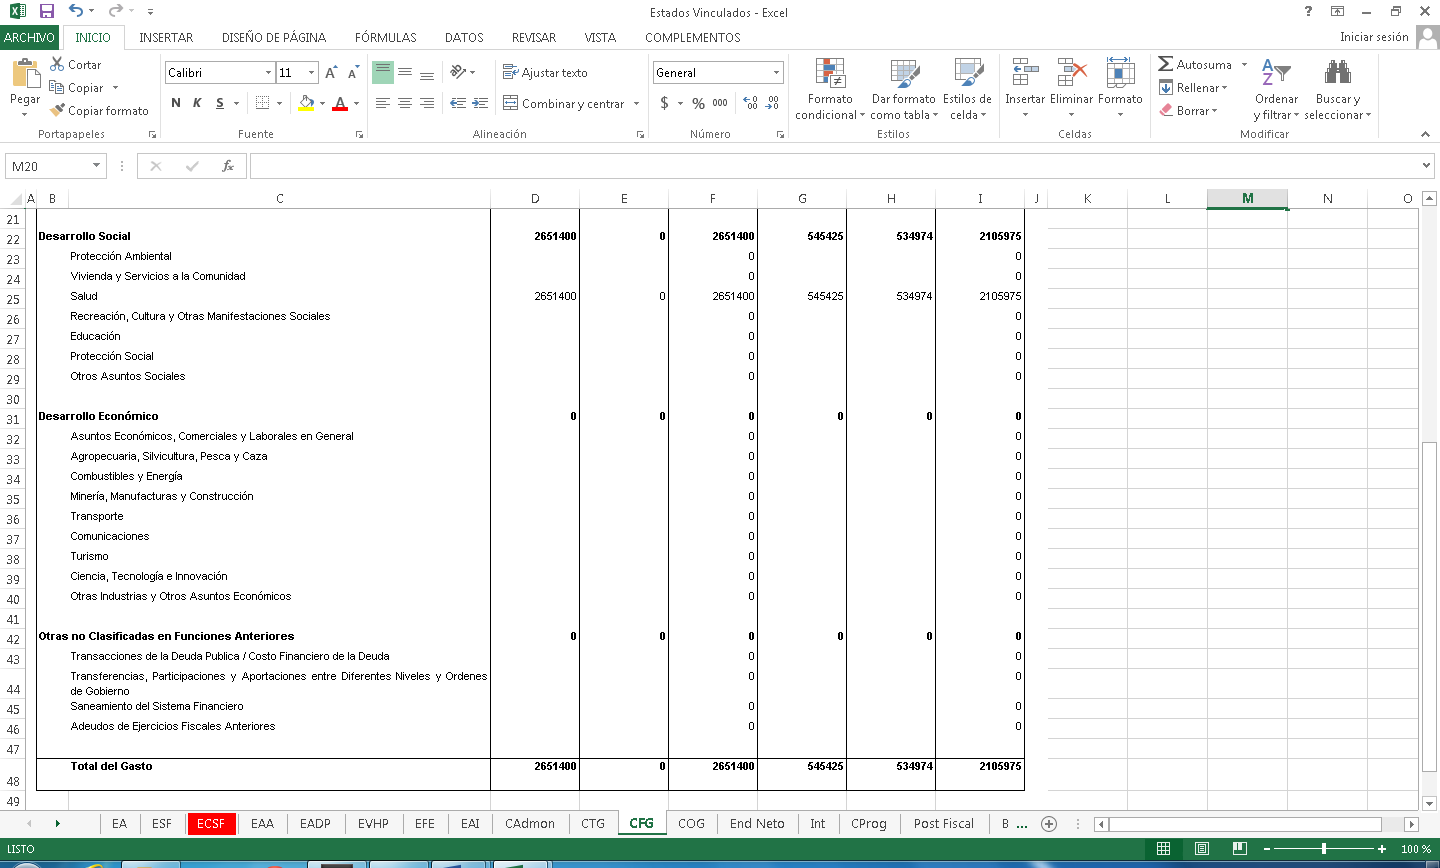 Estados Vinculados - Excel
ARCHIVO INICIO INSERTAR DISEÑO DE PÁGINA FÓRMULAS DATOS REVISAR VISTA COMPLEMENTOS Iniciar sesión
Pegar
Cortar
Copiar
Copiar formato
Portapapeles
Calibri 11
N K S
Fuente
Ajustar texto
Combinar y centrar
Alineación
General
$ % 000
Número
Formato condicional
Dar formato como tabla
Estilos de celda
Estilos
Insertar Eliminar Formato
Celdas
Autosuma
Rellenar
Borrar
Ordenar y filtrar
Buscar y seleccionar
Modificar
M20 fx
A B C D E F G H I J K L M N O
21
22 Desarrollo Social 2651400 0 2651400 545425 534974 2105975
23 Protección Ambiental 0 0
24 Vivienda y Servicios a la Comunidad 0 0
25 Salud 2651400 0 2651400 545425 534974 2105975
26 Recreación, Cultura y Otras Manifestaciones Sociales 0 0
27 Educación 0 0
28 Protección Social 0 0
29 Otros Asuntos Sociales 0 0
30
31 Desarrollo Económico 0 0 0 0 0 0
32 Asuntos Económicos, Comerciales y Laborales en General 0 0
33 Agropecuaria, Silvicultura, Pesca y Caza 0 0
34 Combustibles y Energía 0 0
35 Minería, Manufacturas y Construcción 0 0
36 Transporte 0 0
37 Comunicaciones 0 0
38 Turismo 0 0
39 Ciencia, Tecnología e Innovación 0 0
40 Otras Industrias y Otros Asuntos Económicos 0 0
41
42 Otras no Clasificadas en Funciones Anteriores 0 0 0 0 0 0
43 Transacciones de la Deuda Publica / Costo Financiero de la Deuda 0 0
Transferencias, Participaciones y Aportaciones entre Diferentes Niveles y Ordenes 0 0
44 de Gobierno
45 Saneamiento del Sistema Financiero 0 0
46 Adeudos de Ejercicios Fiscales Anteriores 0 0
47
Total del Gasto 2651400 0 2651400 545425 534974 2105975
48
49
EA ESF ECSF EAA EADP EVHP EFE EAI CAdmon CTG CFG COG End Neto Int CProg Post Fiscal B ...
LISTO 100 %